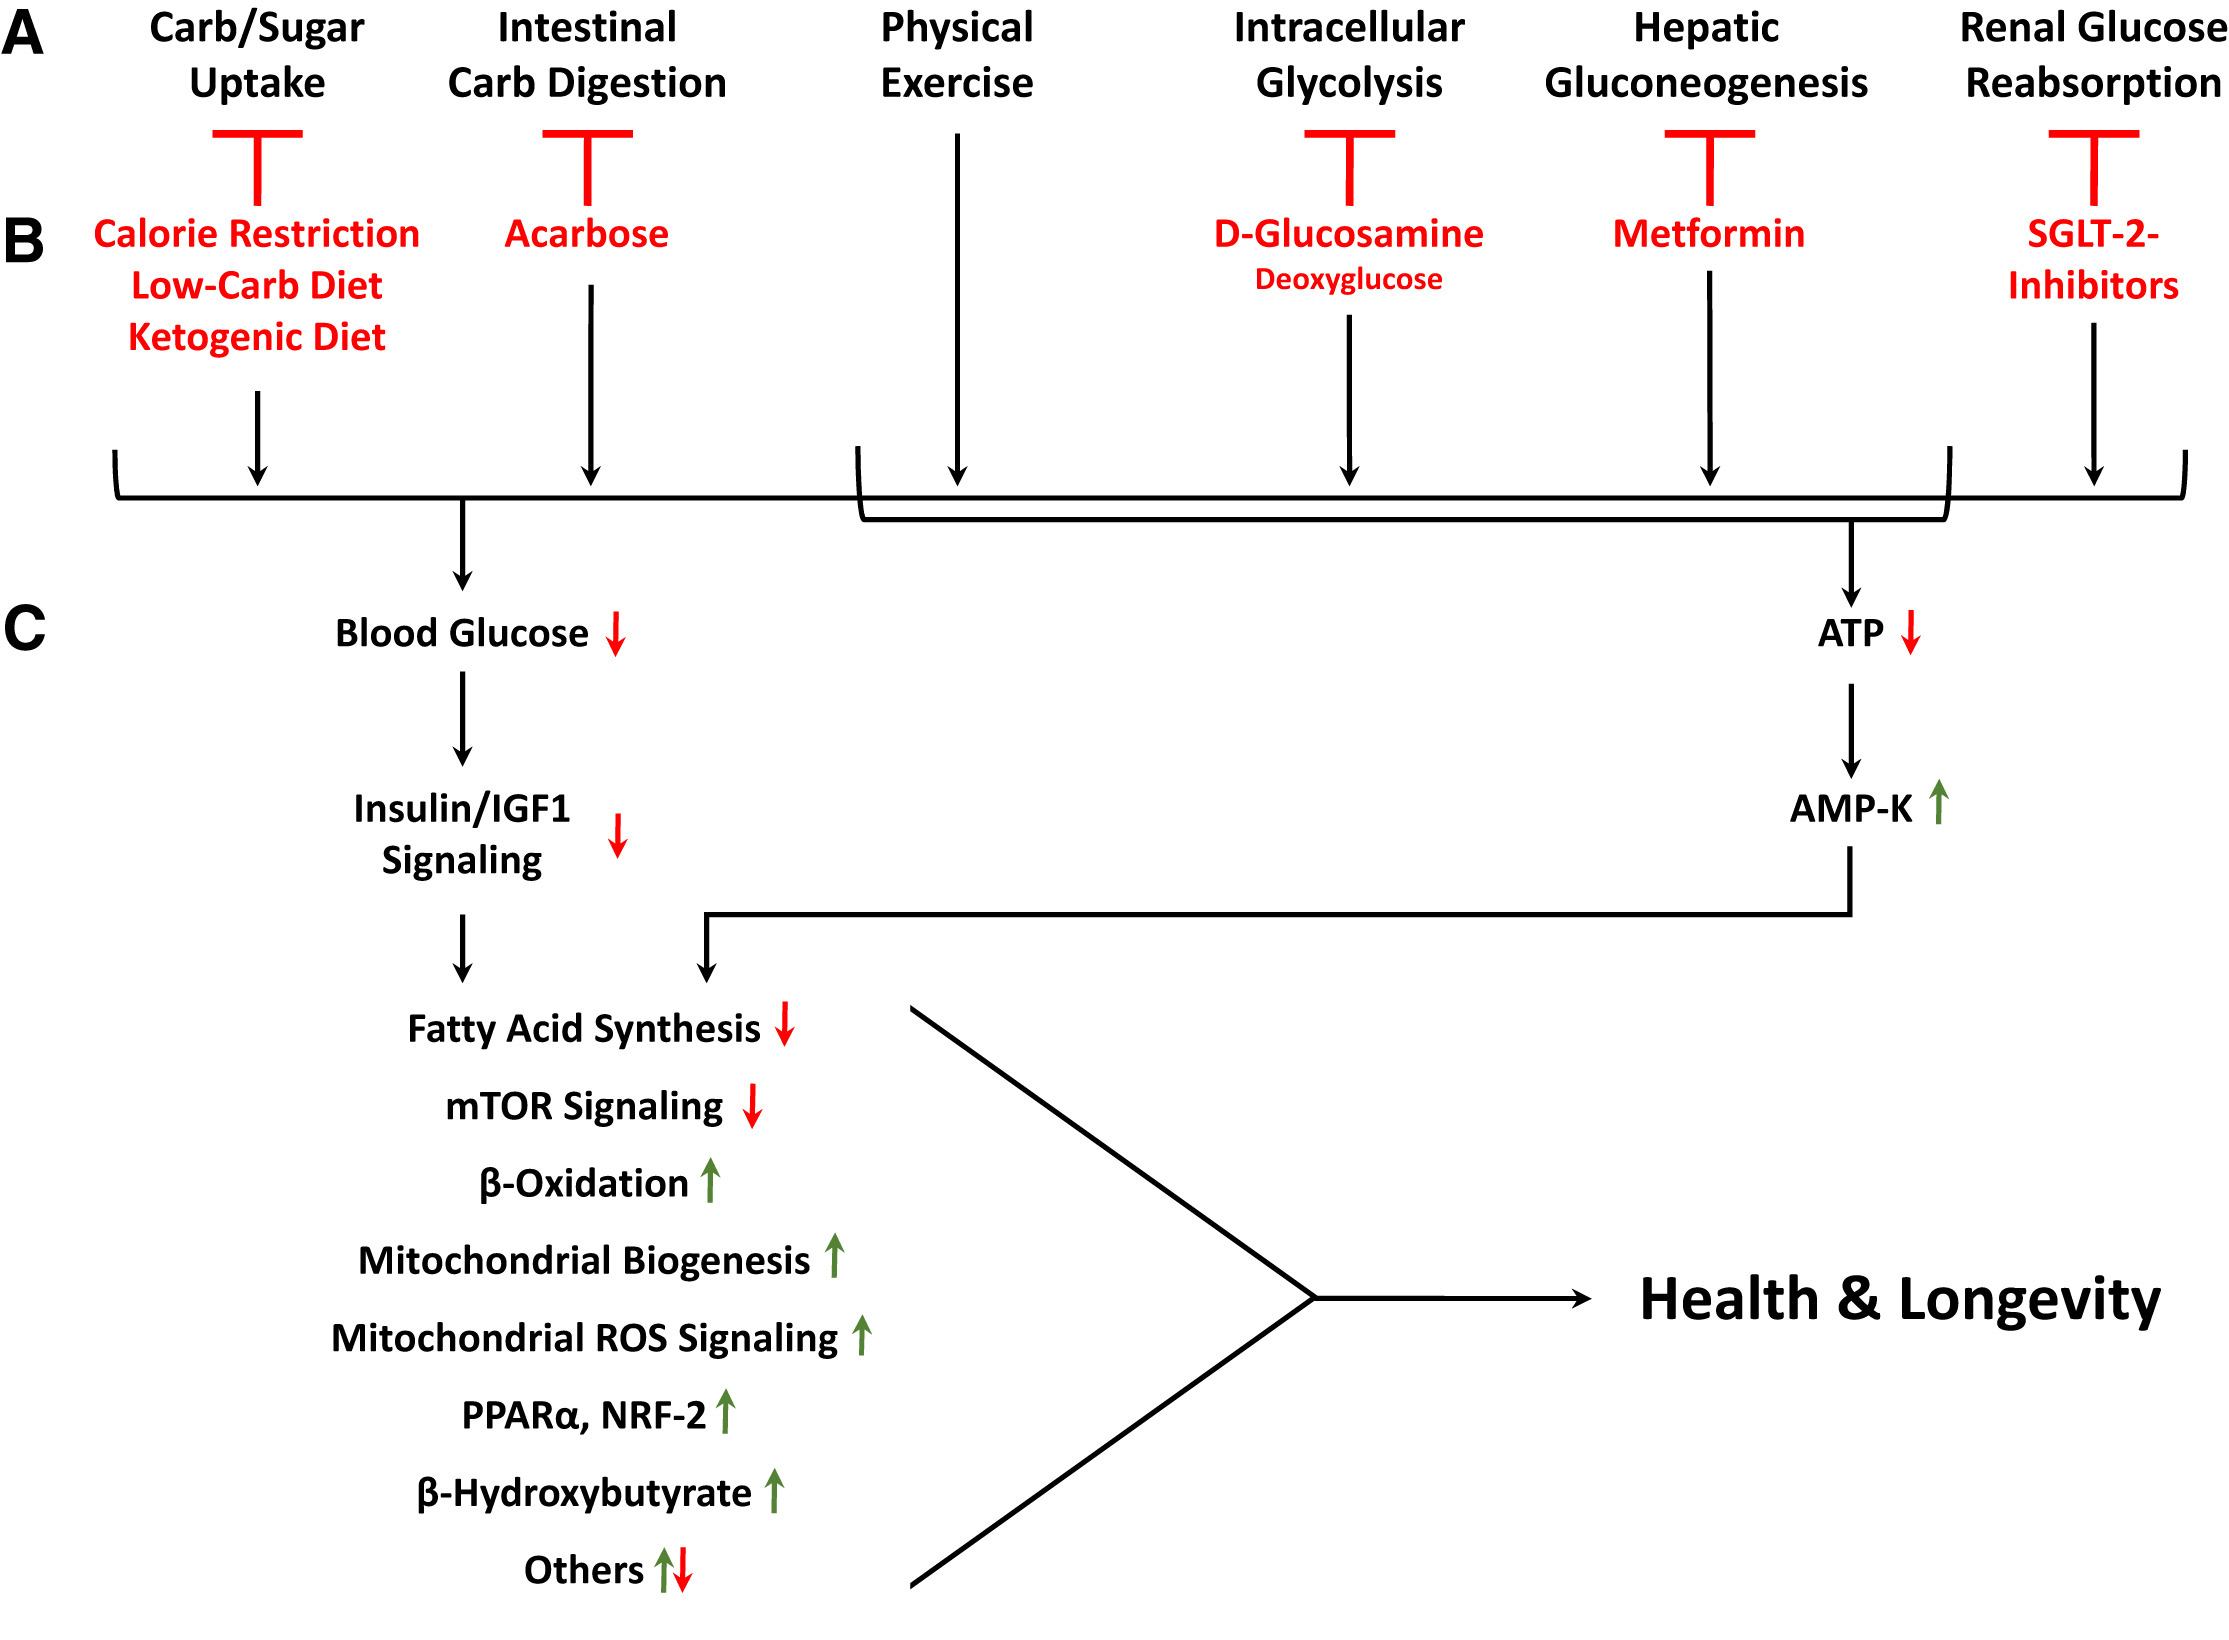 A
Carb/Sugar
Uptake
Intestinal
Carb Digestion
Physical
Exercise
Intracellular
Glycolysis
Hepatic
Gluconeogenesis
Renal Glucose
Reabsorption
B
Calorie Restriction
Low-Carb Diet
Ketogenic Diet
Acarbose
D-Glucosamine
Deoxyglucose
Metformin
SGLT-2-
Inhibitors
C
Blood Glucose
ATP
Insulin/IGF1
Signaling
AMP-K
Fatty Acid Synthesis
mTOR Signaling
β-Oxidation
Mitochondrial Biogenesis
Mitochondrial ROS Signaling
PPARα, NRF-2
β-Hydroxybutyrate
Others
Health & Longevity